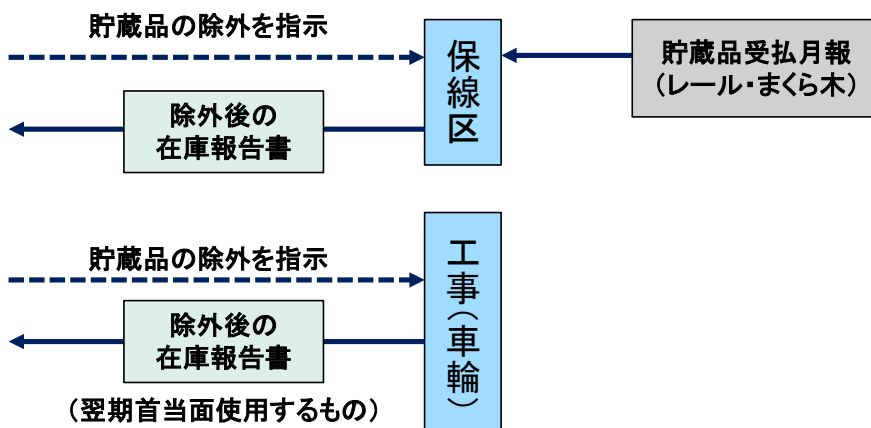 貯蔵品の除外を指示
保線区
貯蔵品受払月報
（レール・まくら木）
除外後の
在庫報告書
貯蔵品の除外を指示
工事（車輪）
除外後の
在庫報告書
（翌期首当面使用するもの）